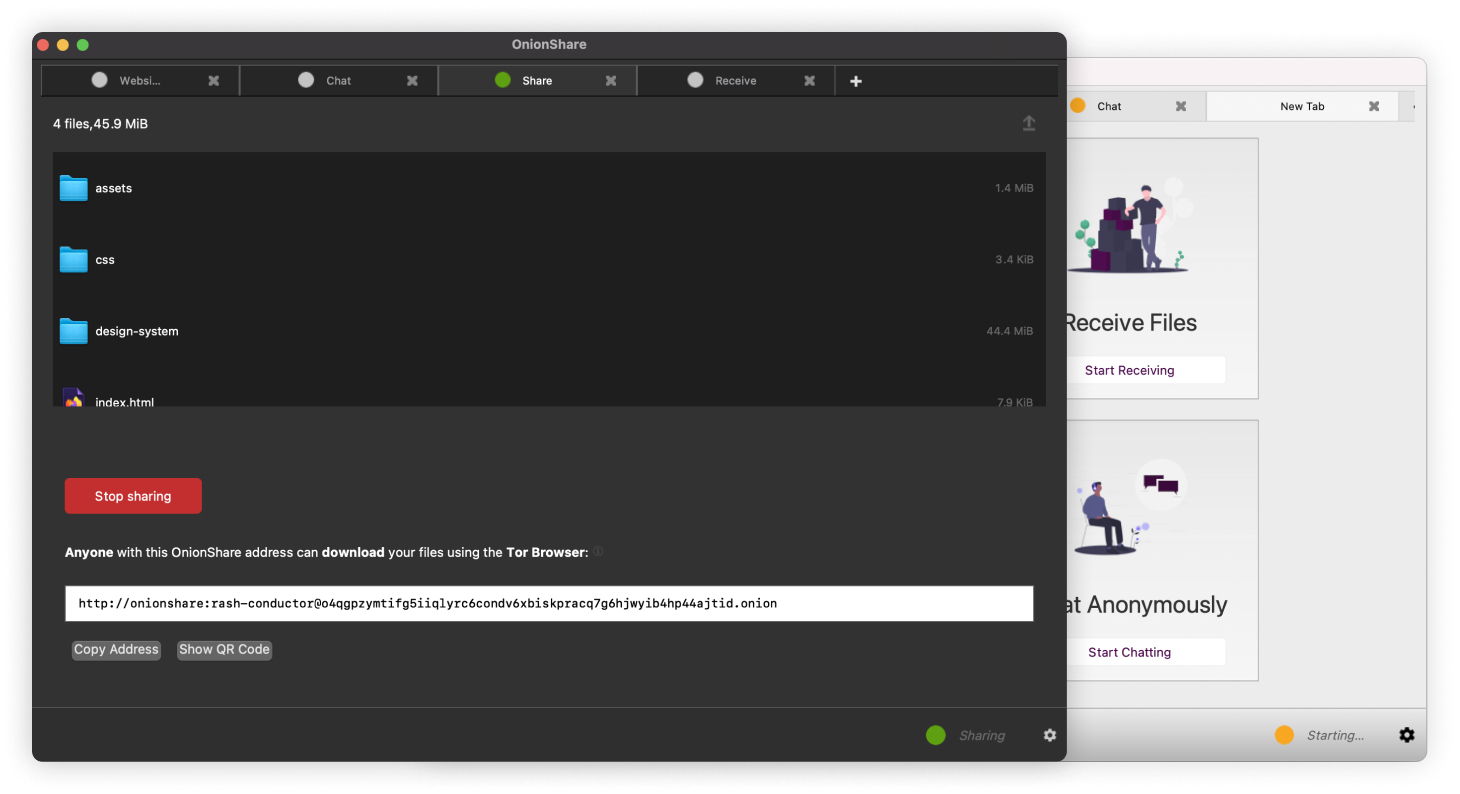 OnionShare
Websi... Chat Share Receive
4 files,45.9 MiB
assets 1.4 MiB
css 3.4 KiB
design-system 44.4 MiB
index.html 7.9 KiB
Stop sharing
Anyone with this OnionShare address can download your files using the Tor Browser:
http://onionshare:rash-conductor@o4qgpzymtifg5iiqlyrc6condv6xbiskpracq7g6hjwyib4hp44ajtid.onion
Copy Address Show QR Code
Sharing
Chat New Tab
Receive Files
Start Receiving
at Anonymously
Start Chatting
Starting...